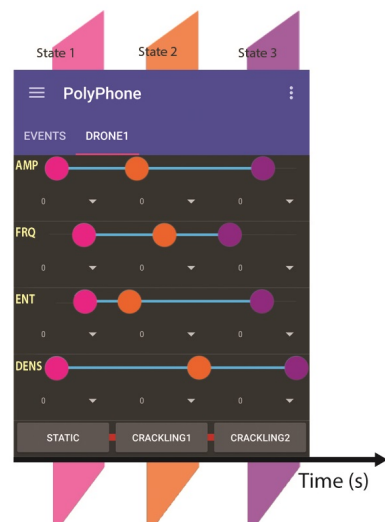 State 1 State 2 State 3
PolyPhone
EVENTS DRONE1
AMP
0 0 0
FRQ
0 0 0
ENT
0 0 0
DENS
0 0 0
STATIC CRACKLING1 CRACKLING2
Time (s)